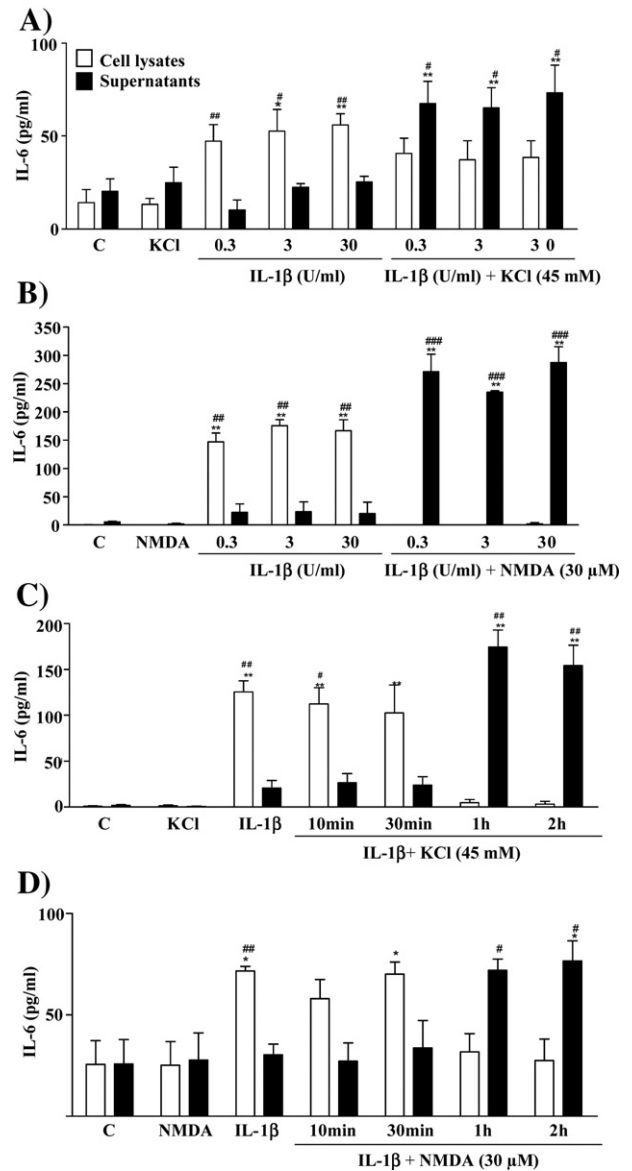 A)
100
Cell lysates
Supernatants
50
0
IL-6 (pg/ml)
# ** # ** # **
## # * ## **
C KCl 0.3 3 30 0.3 3 3 0
IL-1β (U/ml) IL-1β (U/ml) + KCl (45 mM)
B)
350
300
250
200
150
100
50
0
IL-6 (pg/ml)
### ** ### ** ### **
## ** ## ** ## **
C NMDA 0.3 3 30 0.3 3 30
IL-1β (U/ml) IL-1β (U/ml) + NMDA (30 µM)
C)
200
150
100
50
0
IL-6 (pg/ml)
## ** # ** ** ## ** ## **
C KCl IL-1β 10min 30min 1h 2h
IL-1β+ KCl (45 mM)
D)
100
50
IL-6 (pg/ml)
## * * # # *
C NMDA IL-1β 10min 30min 1h 2h
IL-1β + NMDA (30 µM)